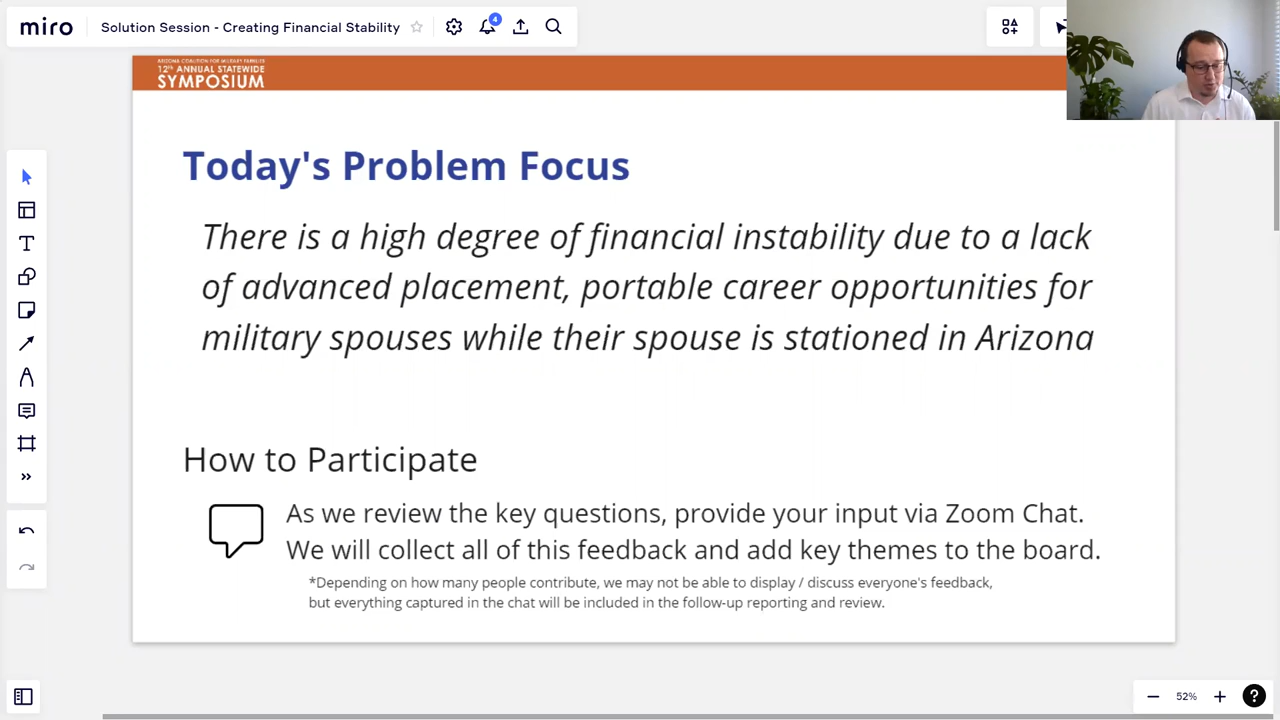 miro
Solution Session - Creating Financial Stability
4
ARIZONA COALITION FOR MILITARY FAMILIES
12th ANNUAL STATEWIDE
SYMPOSIUM
Today's Problem Focus
There is a high degree of financial instability due to a lack
of advanced placement, portable career opportunities for
military spouses while their spouse is stationed in Arizona
How to Participate
As we review the key questions, provide your input via Zoom Chat.
We will collect all of this feedback and add key themes to the board.
*Depending on how many people contribute, we may not be able to display / discuss everyone's feedback,
but everything captured in the chat will be included in the follow-up reporting and review.
52%